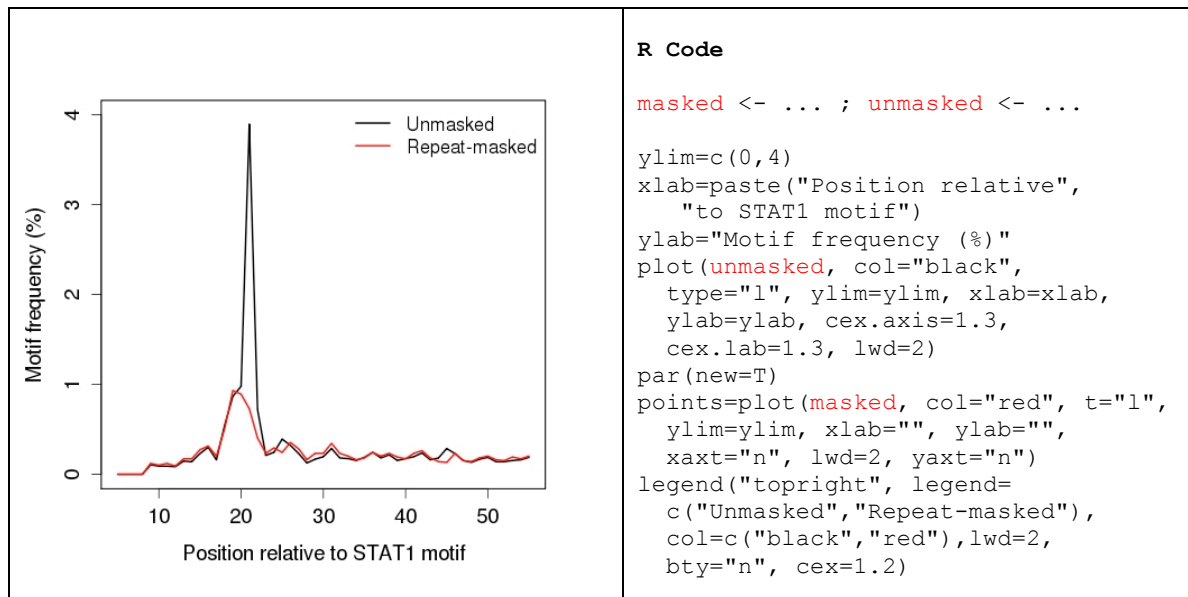 Motif frequency (%)
4
3
2
1
0
Unmasked
Repeat-masked
10 20 30 40 50
Position relative to STAT1 motif
R Code
masked <- ... ; unmasked <- ...
ylim=c(0,4)
xlab=paste("Position relative",
"to STAT1 motif")
ylab="Motif frequency (%)"
plot(unmasked, col="black",
type="l", ylim=ylim, xlab=xlab,
ylab=ylab, cex.axis=1.3,
cex.lab=1.3, lwd=2)
par(new=T)
points=plot(masked, col="red", t="l",
ylim=ylim, xlab="", ylab="",
xaxt="n", lwd=2, yaxt="n")
legend("topright", legend=
c("Unmasked","Repeat-masked"),
col=c("black","red"),lwd=2,
bty="n", cex=1.2)